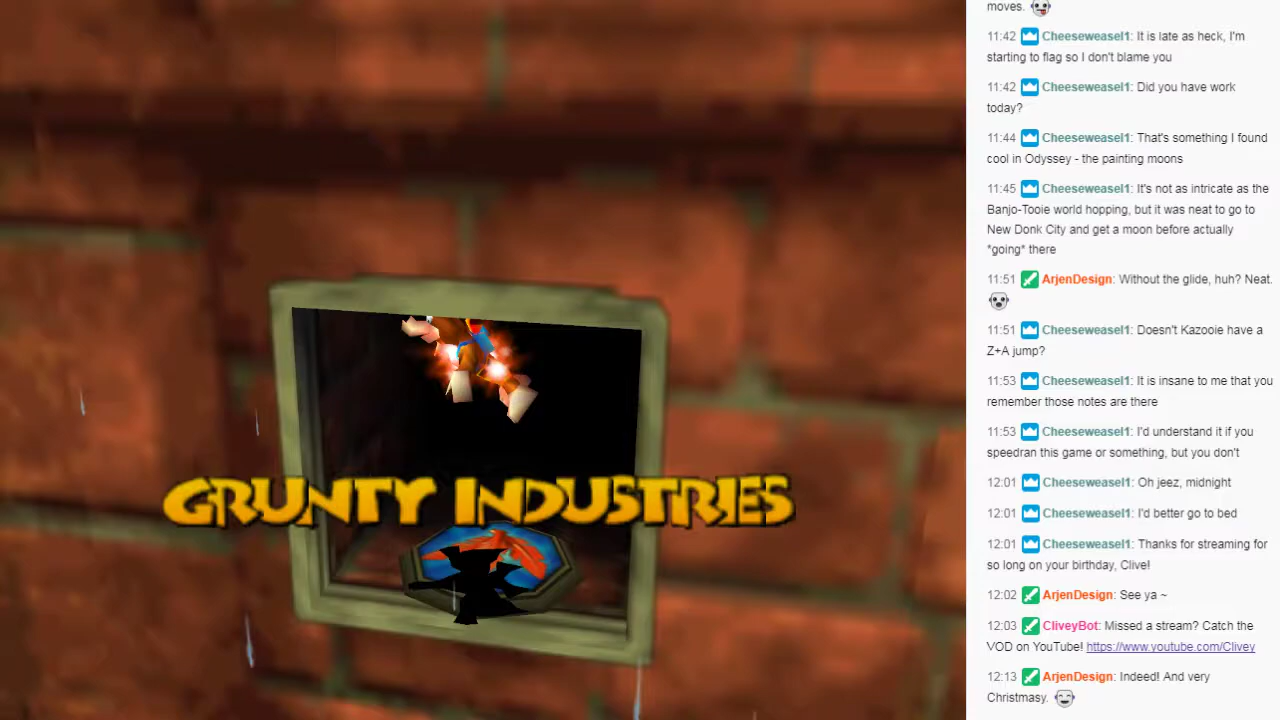 GRUNTY INDUSTRIES
moves.
11:42 Cheeseweasel1: It is late as heck, I'm
starting to flag so I don't blame you
11:42 Cheeseweasel1: Did you have work
today?
11:44 Cheeseweasel1: That's something I found
cool in Odyssey - the painting moons
11:45 Cheeseweasel1: It's not as intricate as the
Banjo-Tooie world hopping, but it was neat to go to
New Donk City and get a moon before actually
*going* there
11:51 ArjenDesign: Without the glide, huh? Neat.
11:51 Cheeseweasel1: Doesn't Kazooie have a
Z+A jump?
11:53 Cheeseweasel1: It is insane to me that you
remember those notes are there
11:53 Cheeseweasel1: I'd understand it if you
speedran this game or something, but you don't
12:01 Cheeseweasel1: Oh jeez, midnight
12:01 Cheeseweasel1: I'd better go to bed
12:01 Cheeseweasel1: Thanks for streaming for
so long on your birthday, Clive!
12:02 ArjenDesign: See ya ~
12:03 CliveyBot: Missed a stream? Catch the
VOD on YouTube! https://www.youtube.com/Clivey
12:13 ArjenDesign: Indeed! And very
Christmasy.